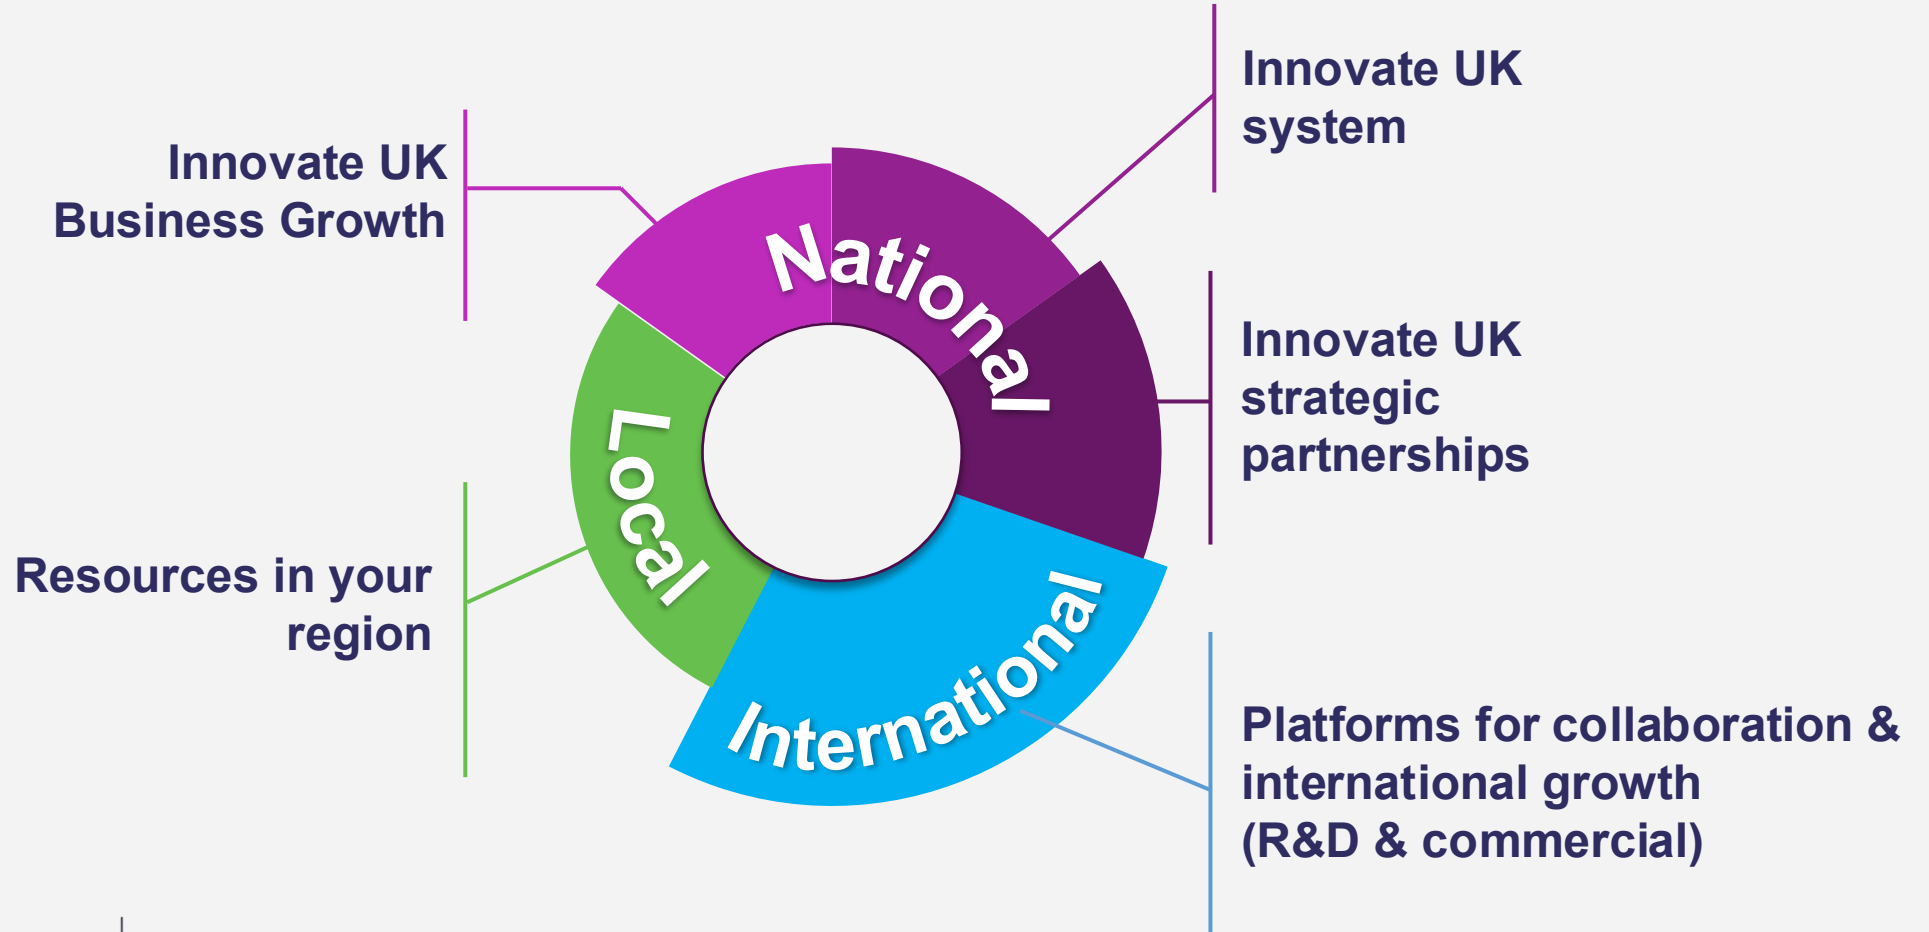 Innovate UK
system
Innovate UK
Business Growth
National
Innovate UK
strategic
partnerships
Local
Resources in your
region
International
Platforms for collaboration &
international growth
(R&D & commercial)